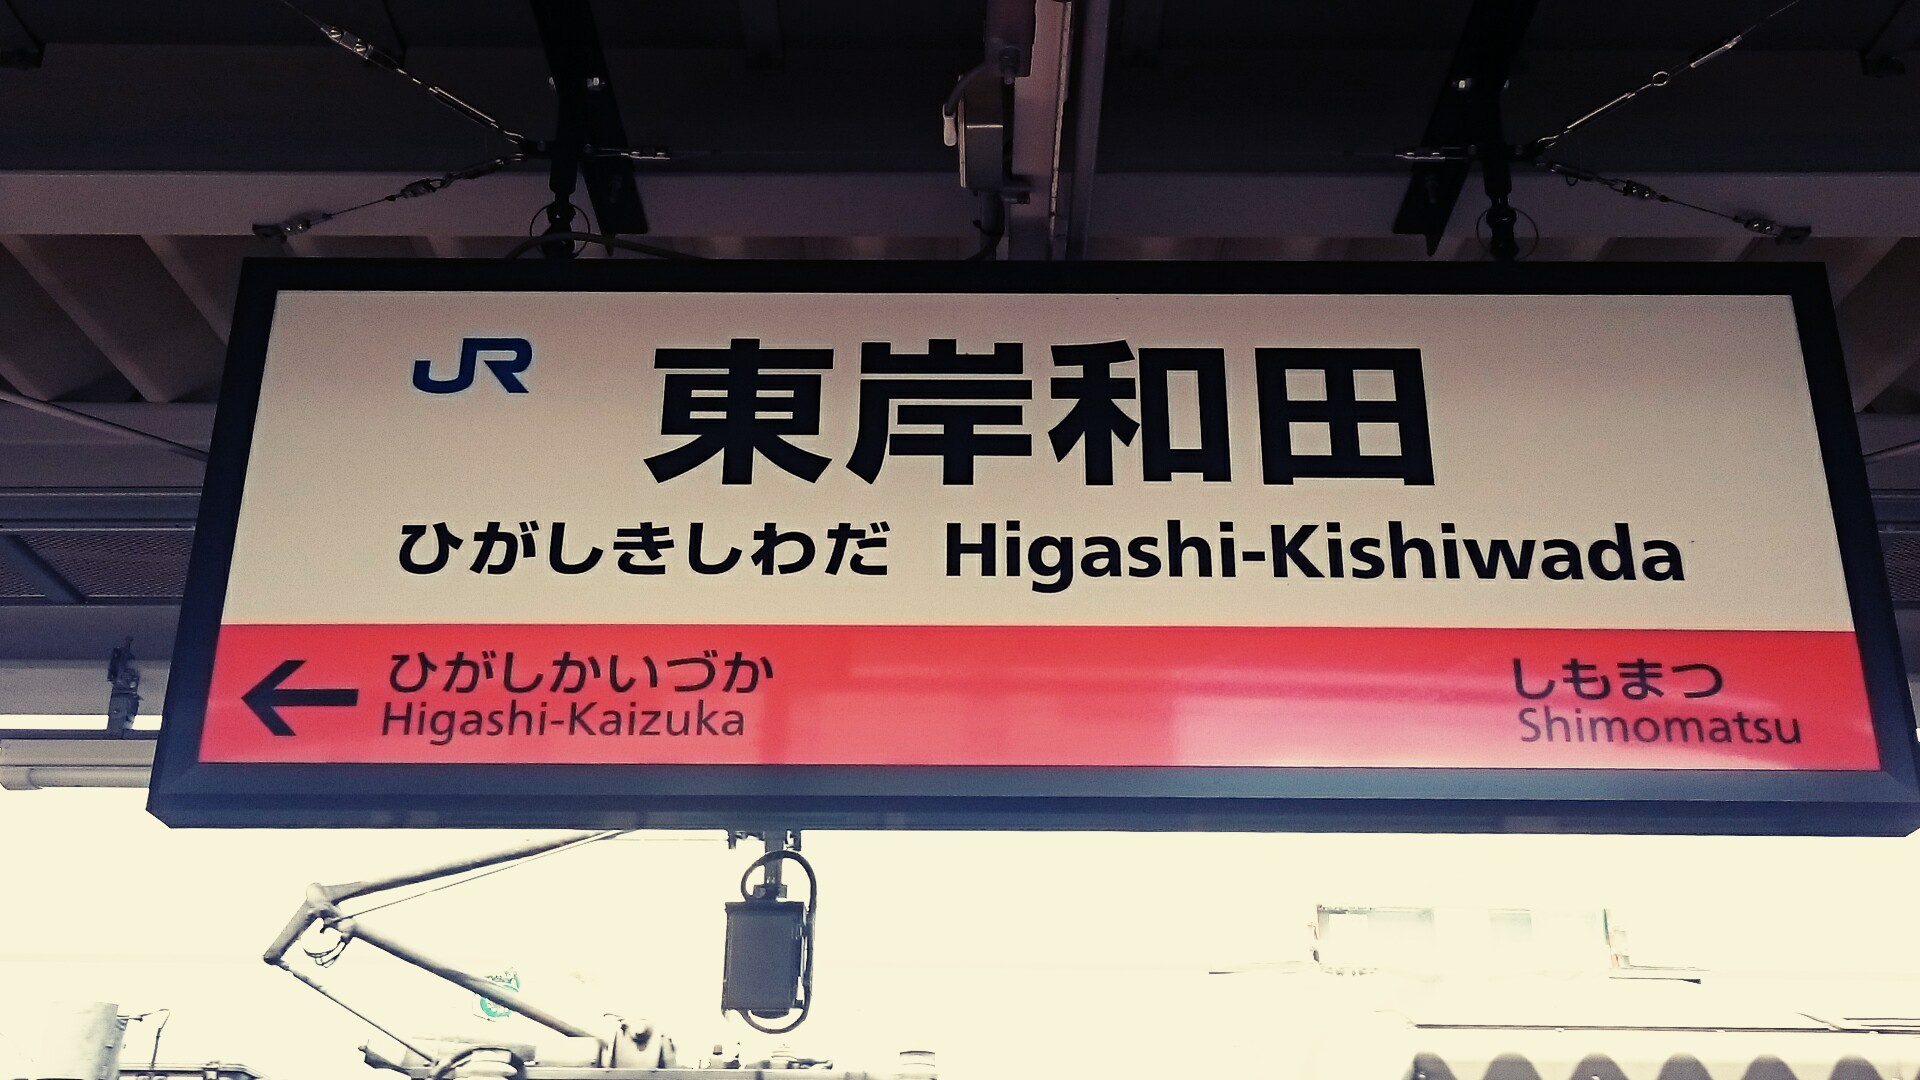 JR
東岸和田
ひがしきしわだ Higashi-Kishiwada
← ひがしかいづか
Higashi-Kaizuka
しもまつ
Shimomatsu